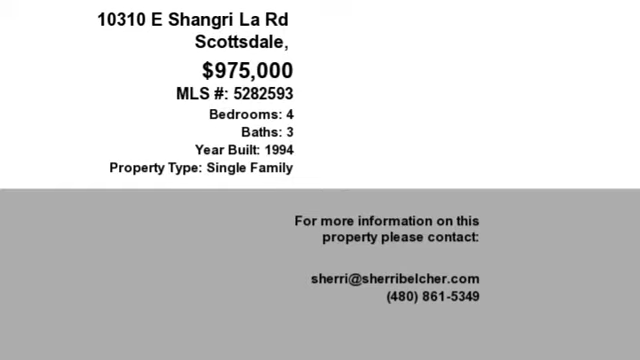 10310 E Shangri La Rd
Scottsdale,
$975,000
MLS #: 5282593
Bedrooms: 4
Baths: 3
Year Built: 1994
Property Type: Single Family
For more information on this
property please contact:
sherri@sherribelcher.com
(480) 861-5349